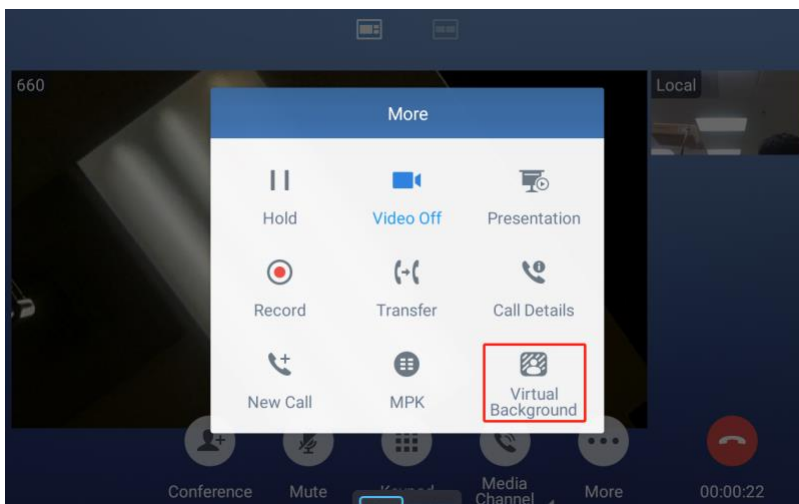 660
Local
More
Hold
Video Off
Presentation
Record
Transfer
Call Details
New Call
MPK
Virtual
Background
Conference
Mute
Keypad
Media
Channel
More
00:00:22